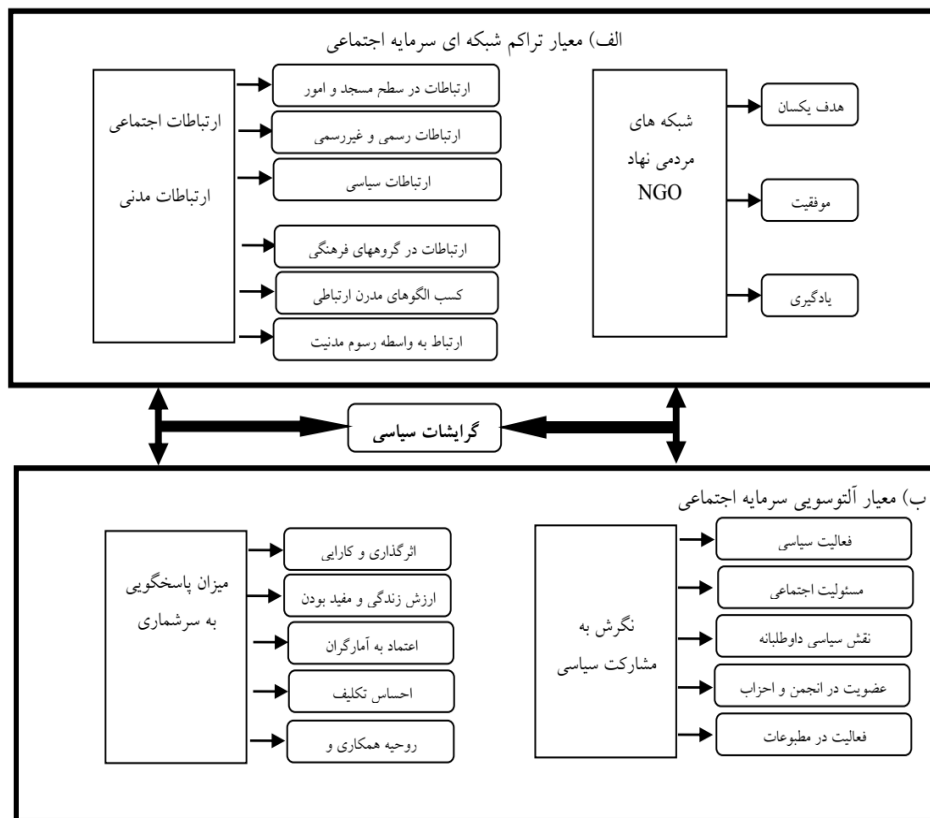 الف) معیار تراکم شبکه ای سرمایه اجتماعی
شبکه های
مردمی نهاد
NGO
هدف یکسان
موفقیت
یادگیری
ارتباطات اجتماعی
ارتباطات مدنی
ارتباطات در سطح مسجد و امور
ارتباطات رسمی و غیررسمی
ارتباطات سیاسی
ارتباطات در گروههای فرهنگی
کسب الگوهای مدرن ارتباطی
ارتباط به واسطه رسوم مدنیت
گرایشات سیاسی
ب) معیار آلتوسویی سرمایه اجتماعی
نگرش به
مشارکت سیاسی
فعالیت سیاسی
مسئولیت اجتماعی
نقش سیاسی داوطلبانه
عضویت در انجمن و احزاب
فعالیت در مطبوعات
میزان پاسخگویی
به سرشماری
اثرگذاری و کارایی
ارزش زندگی و مفید بودن
اعتماد به آمارگران
احساس تکلیف
روحیه همکاری و